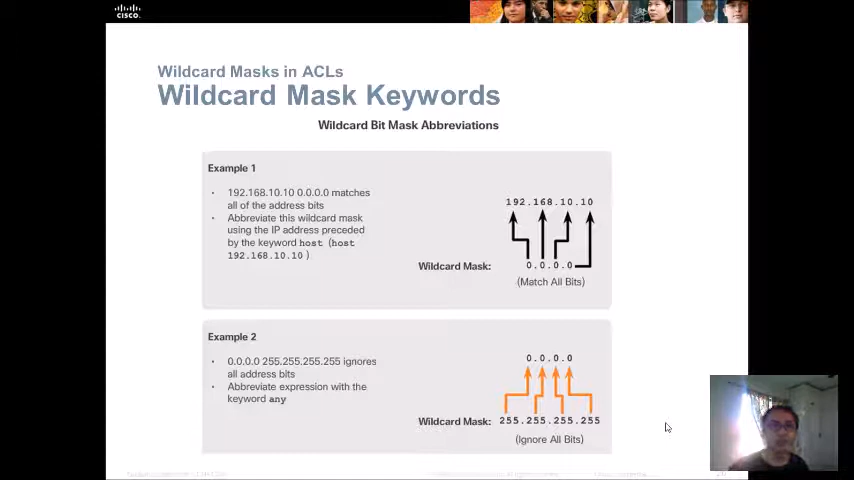 CISCO.
Wildcard Masks in ACLs
Wildcard Mask Keywords
Wildcard Bit Mask Abbreviations
Example 1
• 192.168.10.10 0.0.0.0 matches
all of the address bits
• Abbreviate this wildcard mask
using the IP address preceded
by the keyword host (host
192.168.10.10 )
192.168.10.10
Wildcard Mask: 0.0.0.0
(Match All Bits)
Example 2
• 0.0.0.0 255.255.255.255 ignores
all address bits
• Abbreviate expression with the
keyword any
0.0.0.0
Wildcard Mask: 255.255.255.255
(Ignore All Bits)